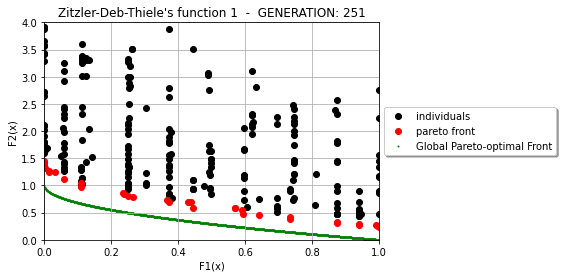 Zitzler-Deb-Thiele's function 1 - GENERATION: 251
F2(x)
4.0
3.5
3.0
2.5
2.0
1.5
1.0
0.5
0.0
0.0 0.2 0.4 0.6 0.8 1.0
F1(x)
individuals
pareto front
Global Pareto-optimal Front